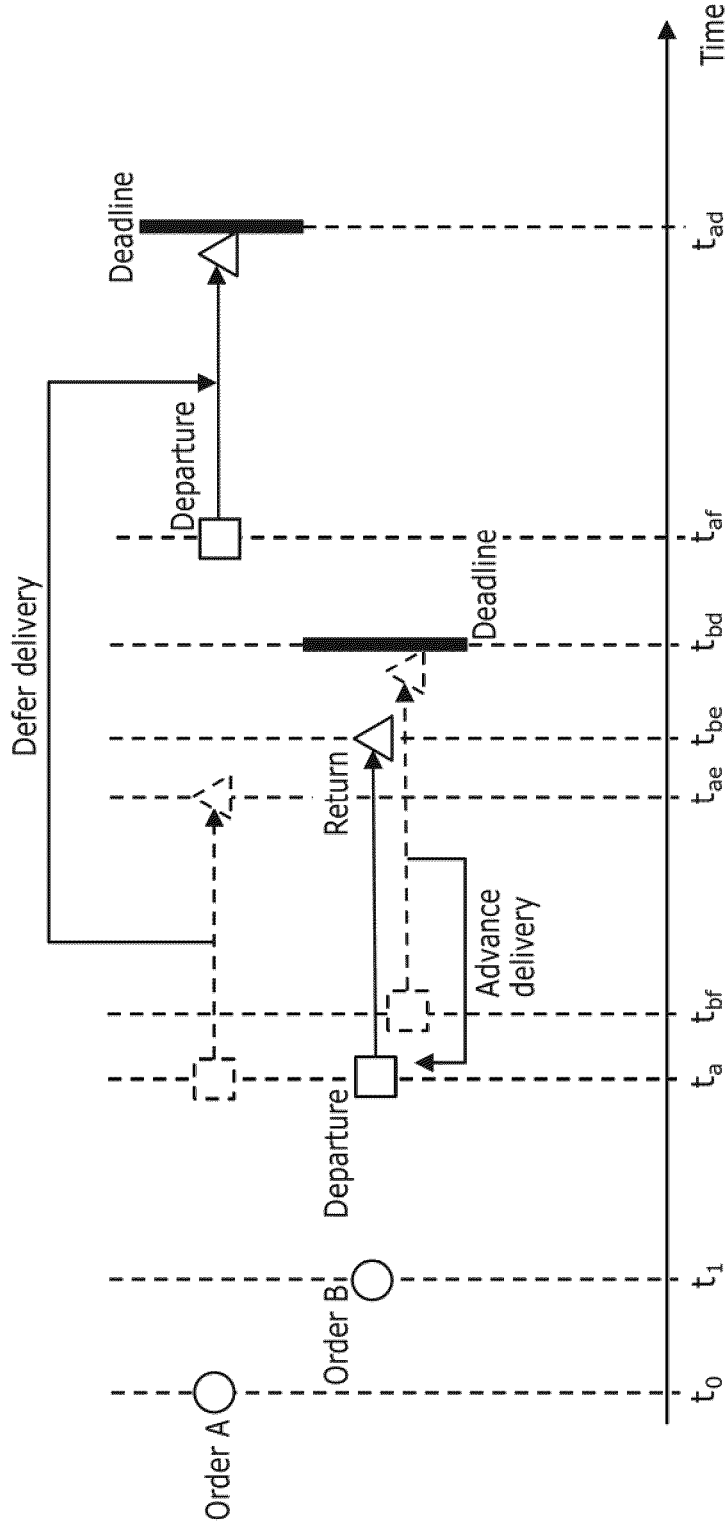 Defer delivery
Deadline
Departure
Order A
Return
Order B
Departure
Deadline
Advance
delivery
t0
t1
ta
tbf
tae
tbe
tbd
taf
tad
Time